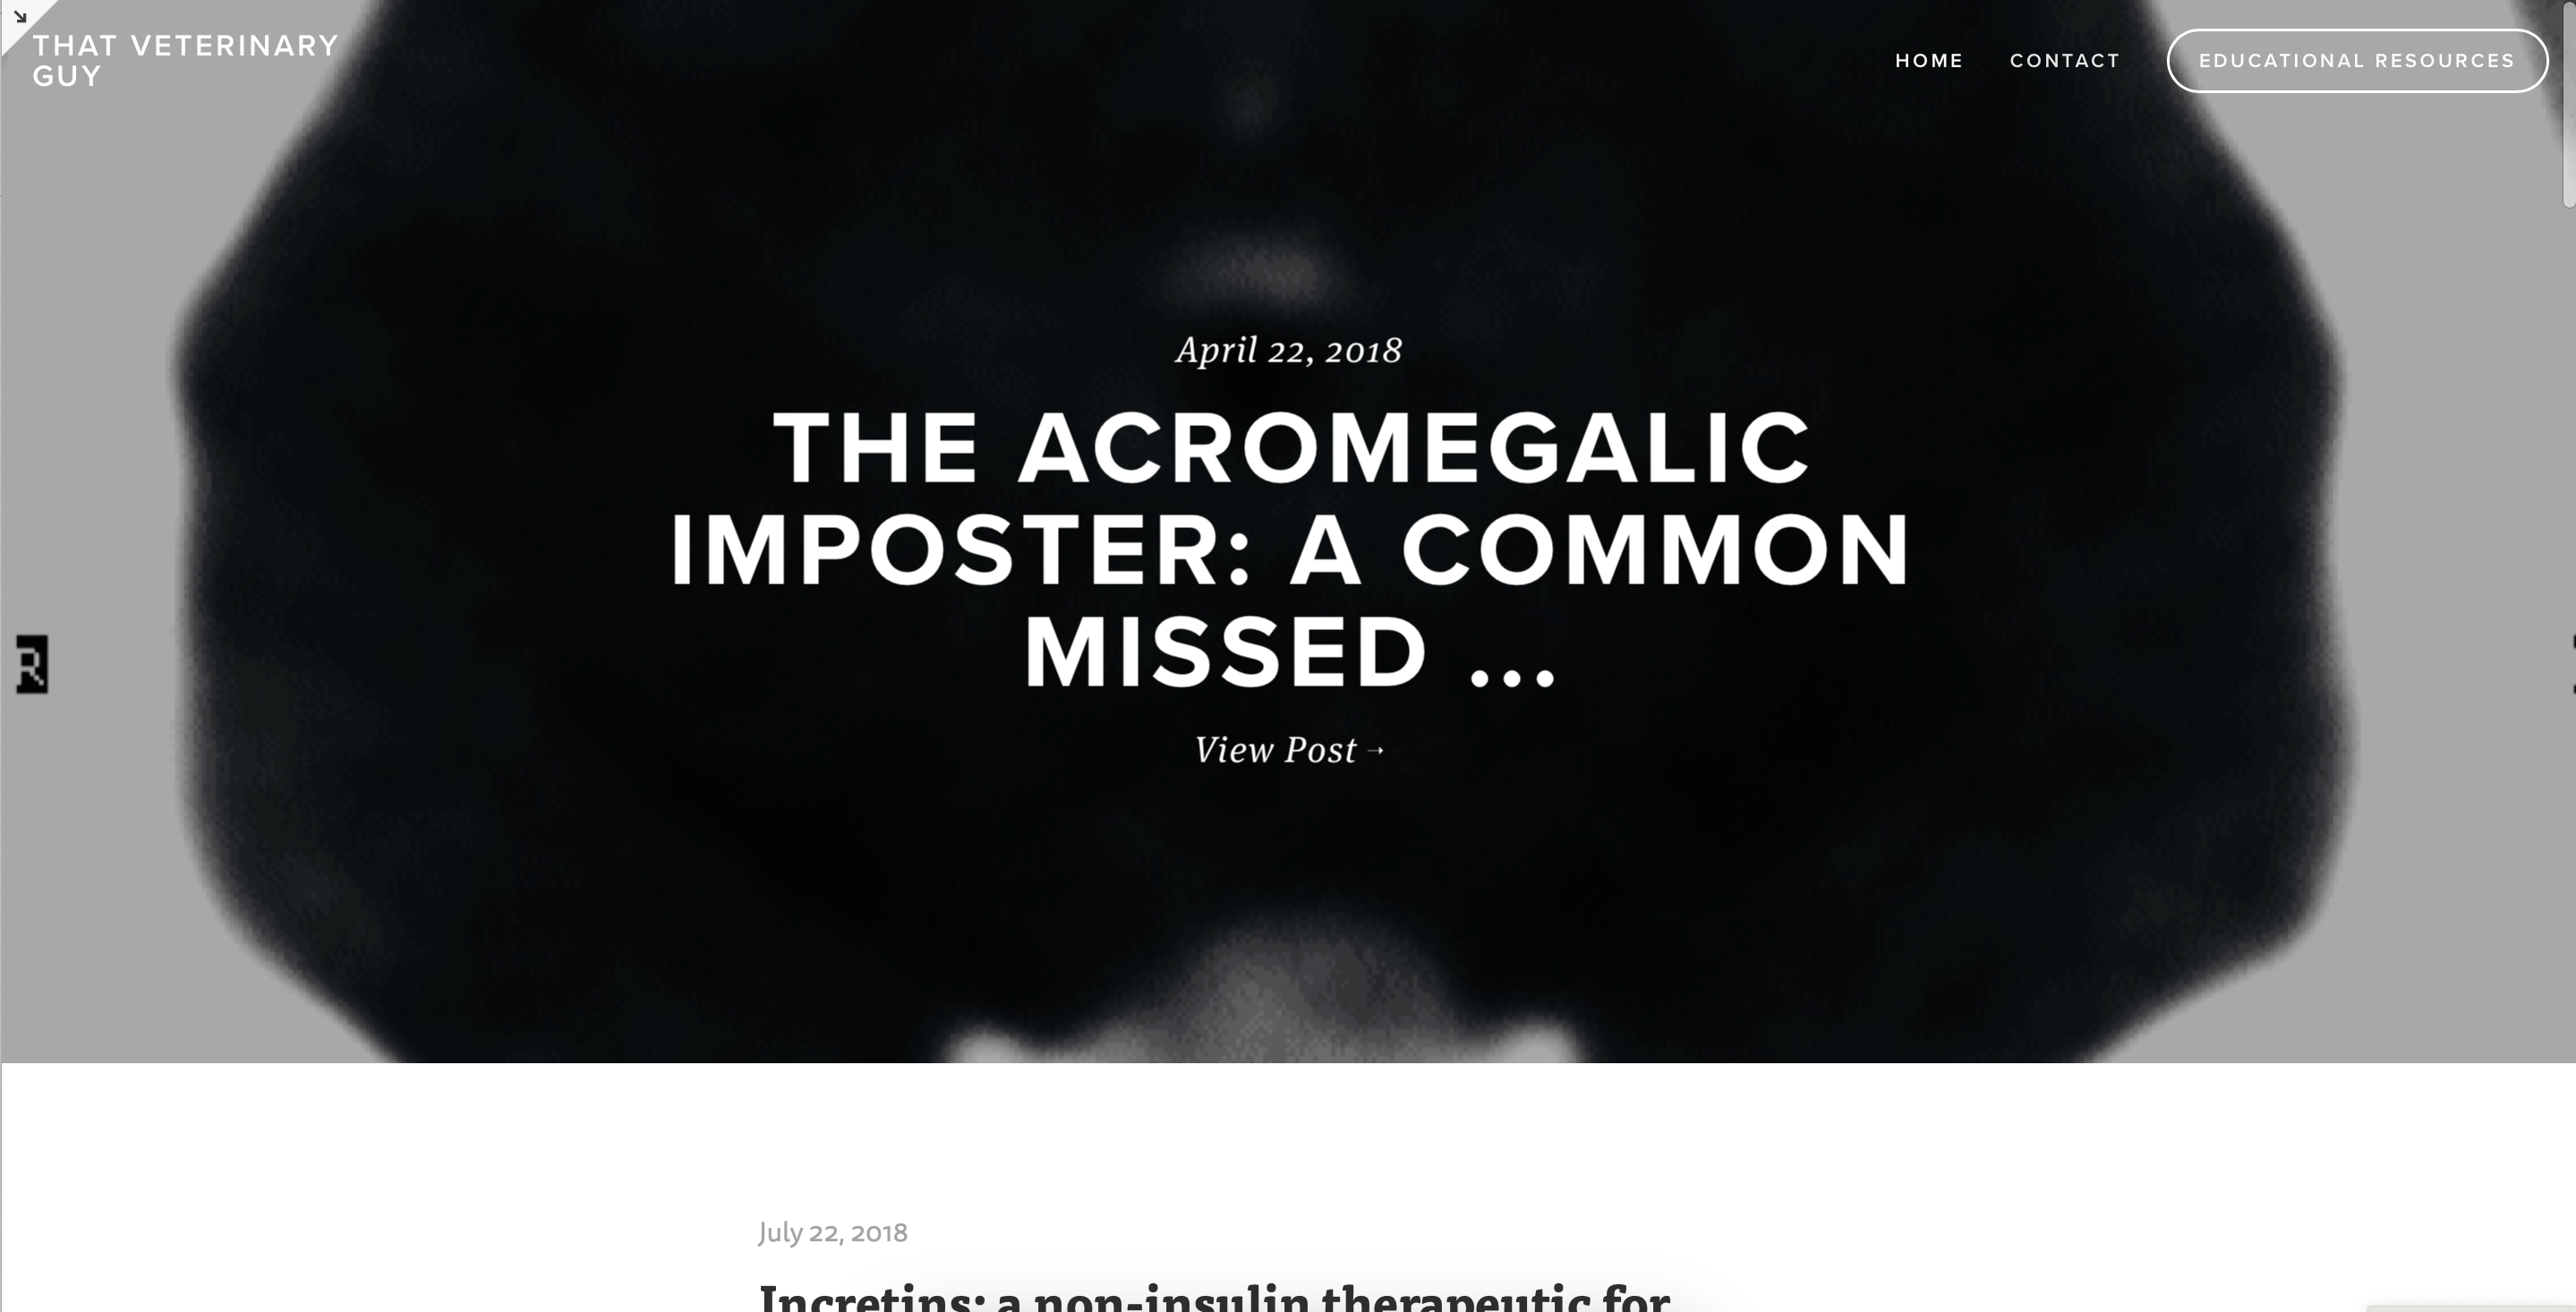 THAT VETERINARY
GUY
HOME CONTACT EDUCATIONAL RESOURCES
April 22, 2018
THE ACROMEGALIC
IMPOSTER: A COMMON
MISSED ...
View Post→
R
July 22, 2018
Incretins: a non-insulin therapeutic for